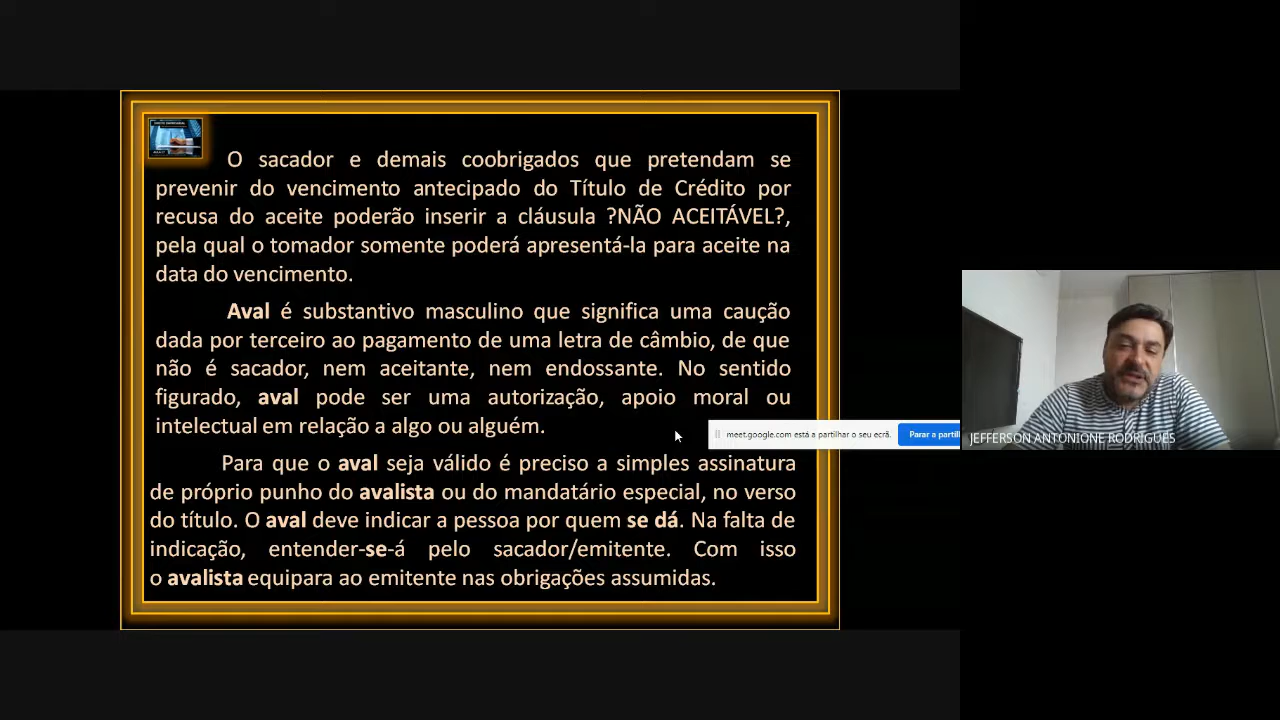 O sacador e demais coobrigados que pretendam se
prevenir do vencimento antecipado do Título de Crédito por
recusa do aceite poderão inserir a cláusula ?NÃO ACEITÁVEL?,
pela qual o tomador somente poderá apresentá-la para aceite na
data do vencimento.
Aval é substantivo masculino que significa uma caução
dada por terceiro ao pagamento de uma letra de câmbio, de que
não é sacador, nem aceitante, nem endossante. No sentido
figurado, aval pode ser uma autorização, apoio moral ou
intelectual em relação a algo ou alguém.
Para que o aval seja válido é preciso a simples assinatura
de próprio punho do avalista ou do mandatário especial, no verso
do título. O aval deve indicar a pessoa por quem se dá. Na falta de
indicação, entender-se-á pelo sacador/emitente. Com isso
o avalista equipara ao emitente nas obrigações assumidas.
meet.google.com está a partilhar o seu ecrã.
Parar a partil
JEFFERSON ANTONIONE RODRIGUES